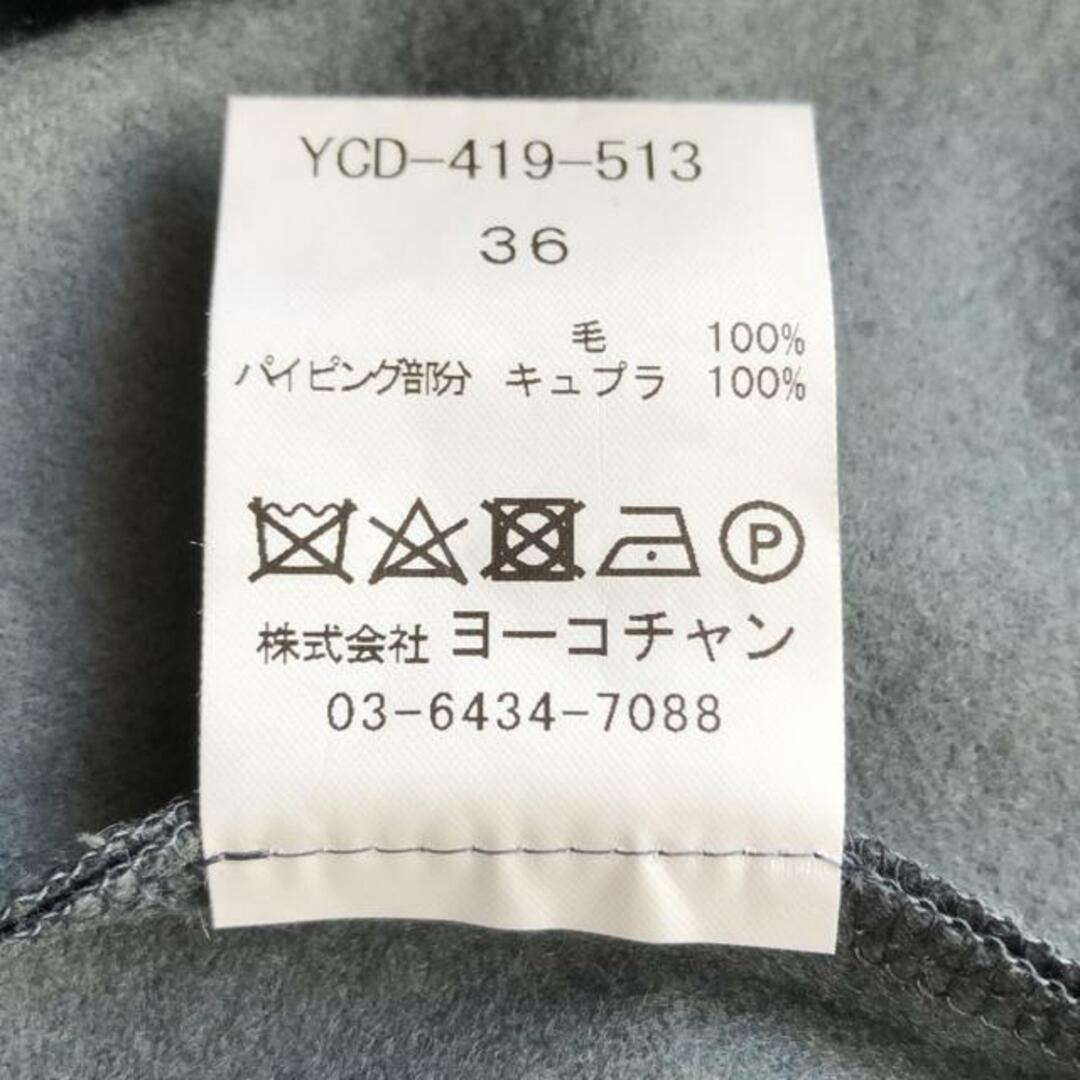 YCD-419-513
36
毛 100%
パイピング部分 キュプラ 100%
P
株式会社 ヨーコチャン
03-6434-7088